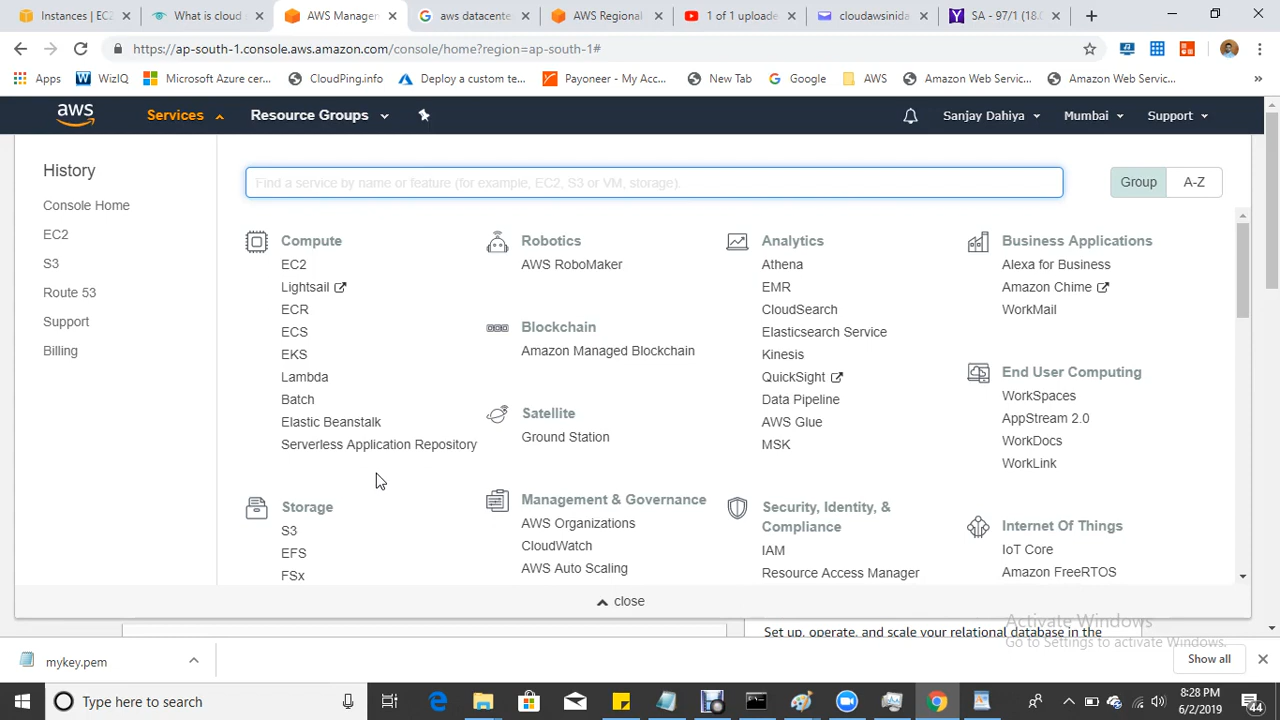 Instances | EC2
What is cloud
AWS Managem
aws datacente
AWS Regional
1 of 1 uploade
cloudawsinida
SA - 97/1 (18.0
https://ap-south-1.console.aws.amazon.com/console/home?region=ap-south-1#
Apps
WizIQ
Microsoft Azure cer...
CloudPing.info
Deploy a custom te...
Payoneer - My Acc...
New Tab
Google
AWS
Amazon Web Servic...
Amazon Web Servic...
»
aws
Services
Resource Groups
Sanjay Dahiya
Mumbai
Support
History
Console Home
EC2
S3
Route 53
Support
Billing
Find a service by name or feature (for example, EC2, S3 or VM, storage).
Group
A-Z
Compute
EC2
Lightsail
ECR
ECS
EKS
Lambda
Batch
Elastic Beanstalk
Serverless Application Repository
Storage
S3
EFS
FSx
Robotics
AWS RoboMaker
Blockchain
Amazon Managed Blockchain
Satellite
Ground Station
Management & Governance
AWS Organizations
CloudWatch
AWS Auto Scaling
Analytics
Athena
EMR
CloudSearch
Elasticsearch Service
Kinesis
QuickSight
Data Pipeline
AWS Glue
MSK
Security, Identity, &
Compliance
IAM
Resource Access Manager
Business Applications
Alexa for Business
Amazon Chime
WorkMail
End User Computing
WorkSpaces
AppStream 2.0
WorkDocs
WorkLink
Internet Of Things
IoT Core
Amazon FreeRTOS
close
Set up, operate, and scale your relational database in the
Activate Windows
Go to Settings to activate Windows.
mykey.pem
Show all
Type here to search
8:28 PM
6/2/2019
44